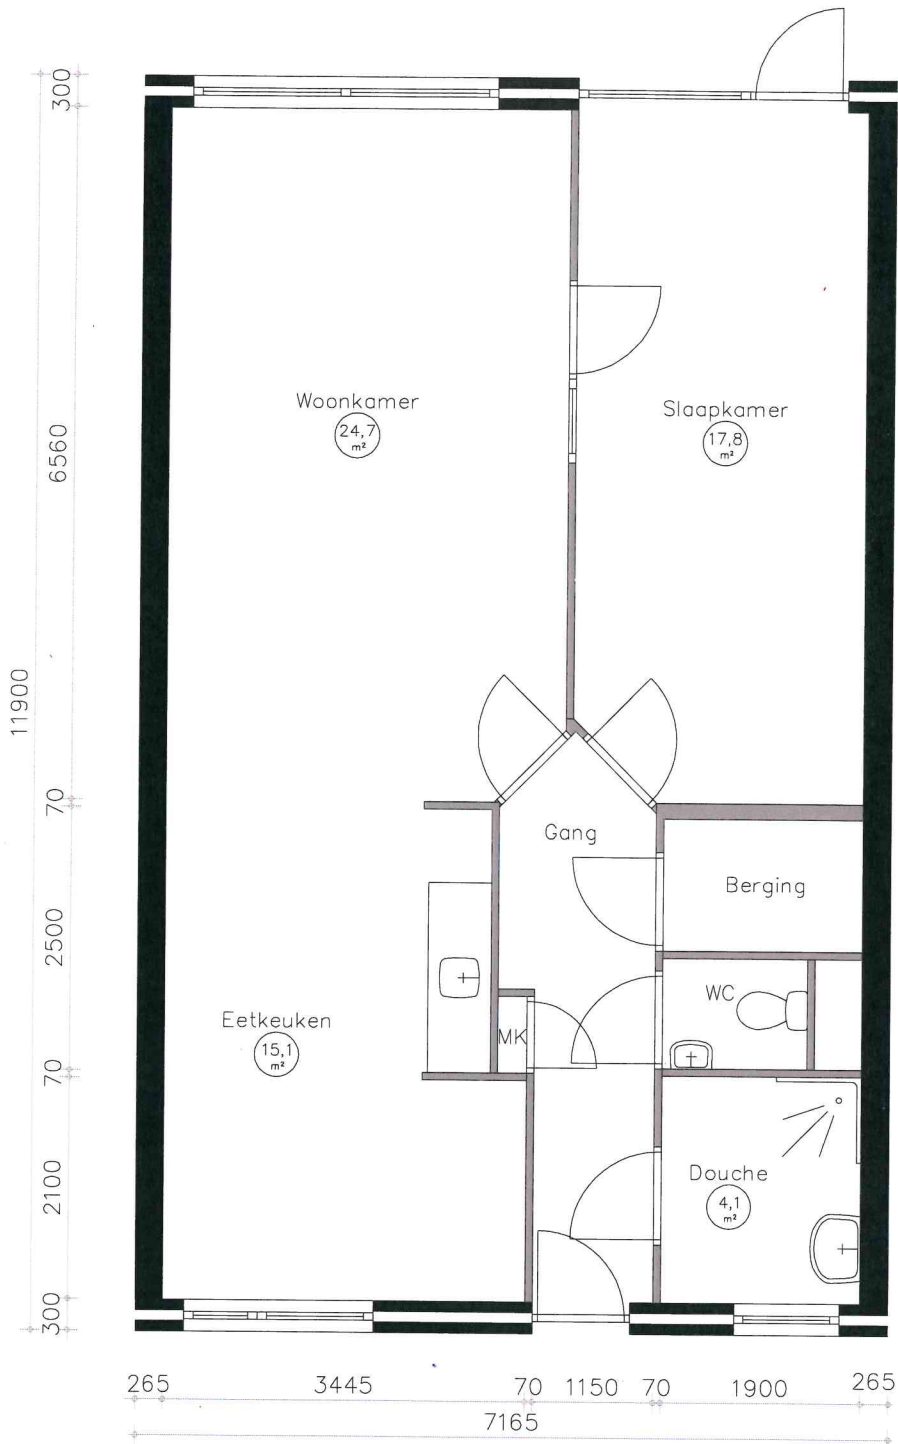 300
6560
11900
70
2500
70
2100
300
Woonkamer
24,7
m²
Slaapkamer
17,8
m²
Gang
Berging
WC
MK
Eetkeuken
15,1
m²
Douche
4,1
m²
265 3445 70 1150 70 1900 265
7165